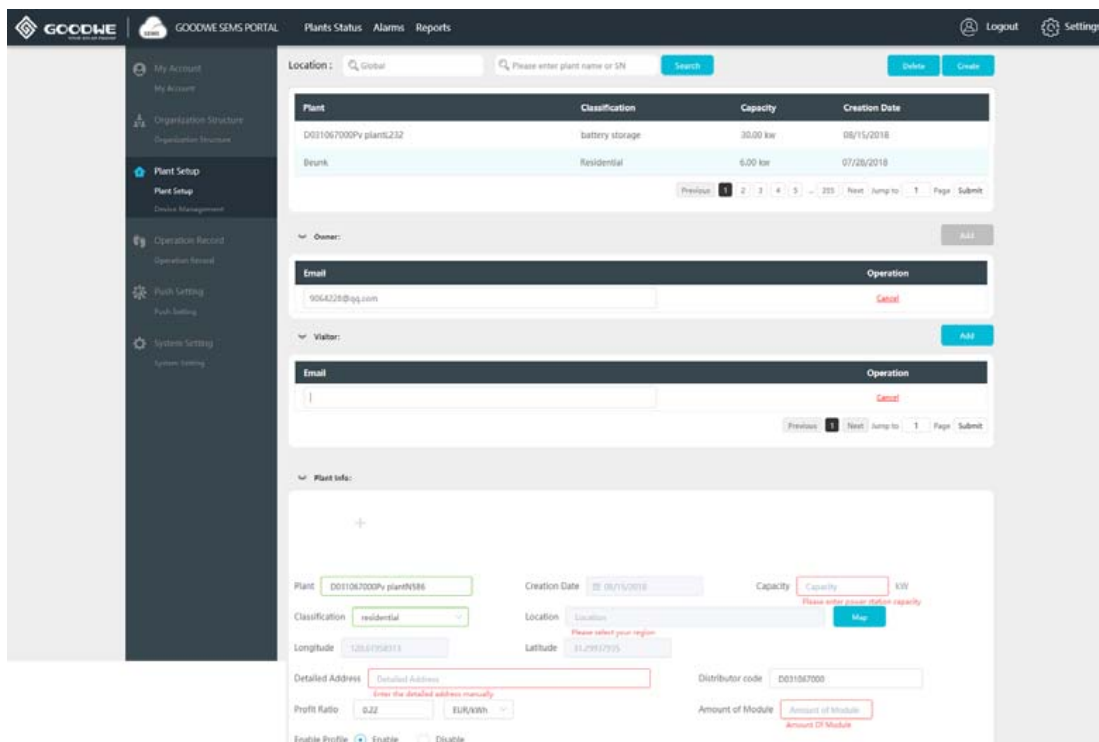 GOODWE
SEMS
GOODWE SEMS PORTAL
Plants Status Alarms Reports
Logout
Settings
My Account
My Account
Organization Structure
Organization Structure
Plant Setup
Plant Setup
Device Management
Operation Record
Operation Record
Push Setting
Push Setting
System Setting
System Setting
Location : Global Please enter plant name or SN Search Delete Create
Plant Classification Capacity Creation Date
D031067000Pv plantL232 battery storage 30.00 kw 08/15/2018
Beunk Residential 6.00 kw 07/28/2018
Previous 1 2 3 4 5 ... 255 Next Jump to 1 Page Submit
Owner: Add
Email Operation
9064228@qq.com Cancel
Visitor: Add
Email Operation
Cancel
Previous 1 Next Jump to 1 Page Submit
Plant Info:
+
Plant D031067000Pv plantN586 Creation Date 08/15/2018 Capacity Capacity kW
Please enter power station capacity
Classification residential Location Location Map
Please select your region
Longitude Latitude
Detailed Address Detailed Address Distributor code D031067000
Enter the detailed address manually
Profit Ratio 0.22 EUR/kWh Amount of Module Amount of Module
Amount Of Module
Enable Profile Enable Disable